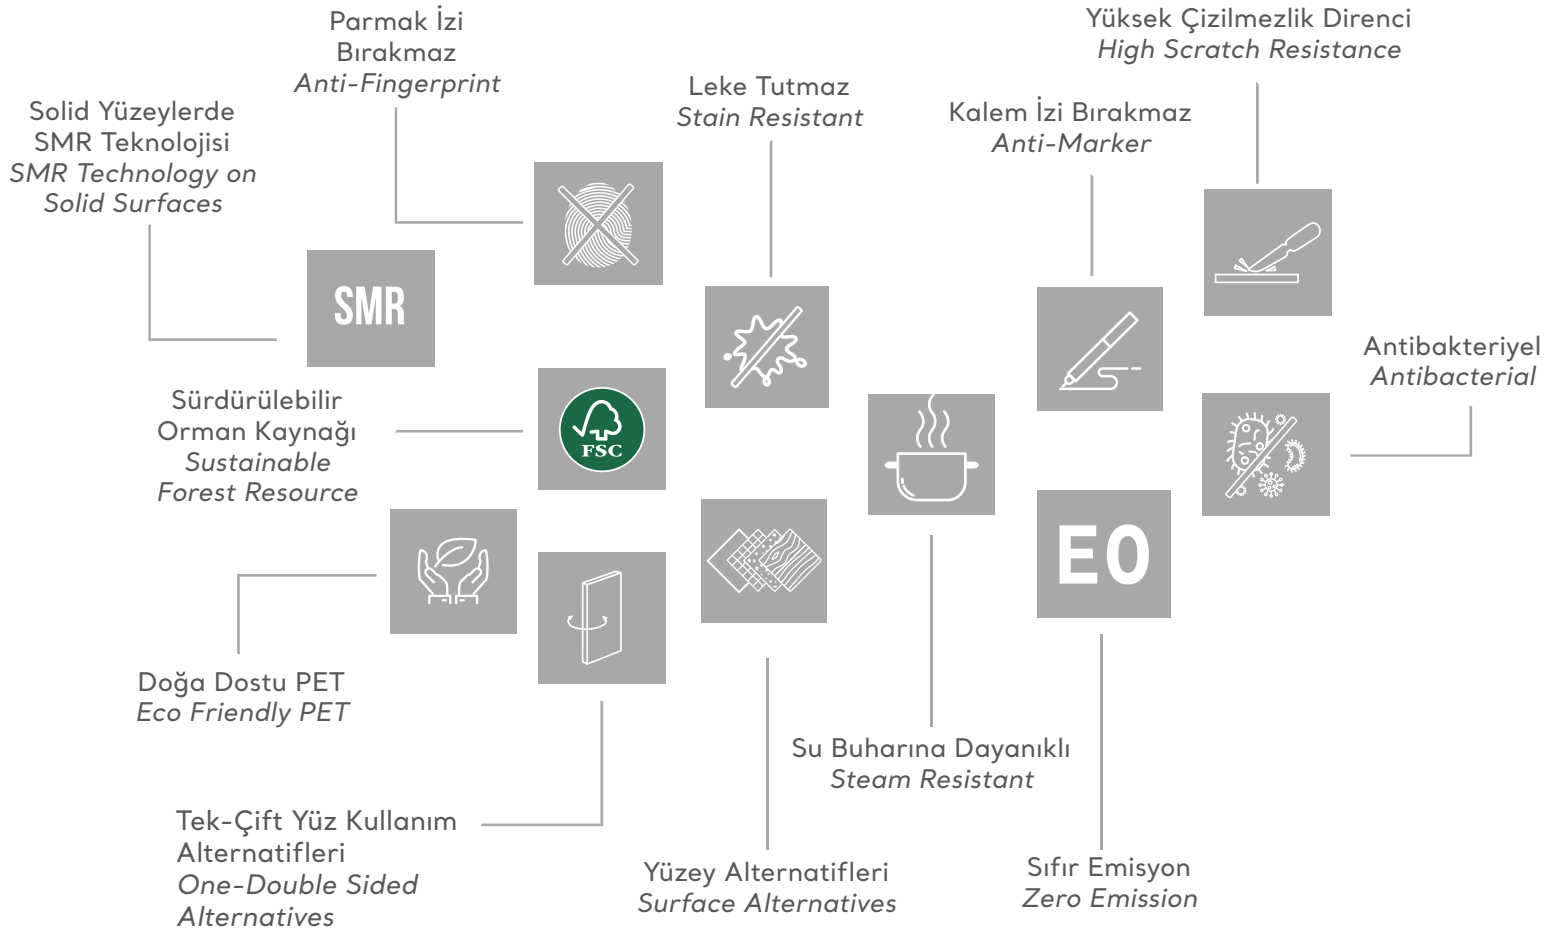 Parmak İzi
Bırakmaz
Anti-Fingerprint
Yüksek Çizilmezlik Direnci
High Scratch Resistance
Leke Tutmaz
Stain Resistant
Kalem İzi Bırakmaz
Anti-Marker
Solid Yüzeylerde
SMR Teknolojisi
SMR Technology on
Solid Surfaces
SMR
Antibakteriyel
Antibacterial
Sürdürülebilir
Orman Kaynağı
Sustainable
Forest Resource
FSC
E0
Doğa Dostu PET
Eco Friendly PET
Su Buharına Dayanıklı
Steam Resistant
Tek-Çift Yüz Kullanım
Alternatifleri
One-Double Sided
Alternatives
Yüzey Alternatifleri
Surface Alternatives
Sıfır Emisyon
Zero Emission